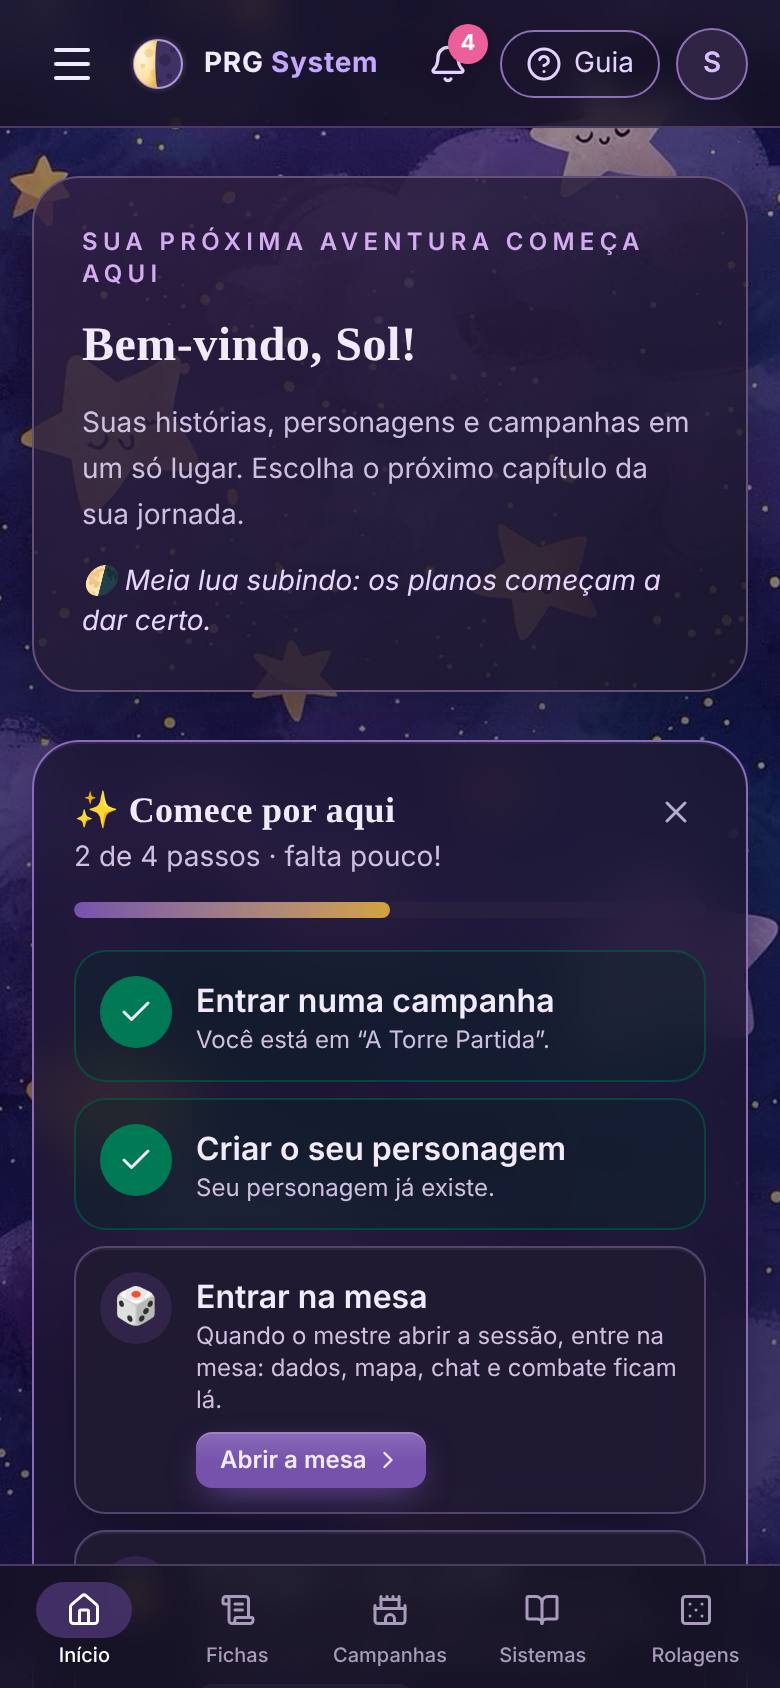 PRG System
4
Guia
S
SUA PRÓXIMA AVENTURA COMEÇA
AQUI
Bem-vindo, Sol!
Suas histórias, personagens e campanhas em
um só lugar. Escolha o próximo capítulo da
sua jornada.
Meia lua subindo: os planos começam a
dar certo.
Comece por aqui
2 de 4 passos · falta pouco!
Entrar numa campanha
Você está em “A Torre Partida”.
Criar o seu personagem
Seu personagem já existe.
Entrar na mesa
Quando o mestre abrir a sessão, entre na
mesa: dados, mapa, chat e combate ficam
lá.
Abrir a mesa
Início
Fichas
Campanhas
Sistemas
Rolagens